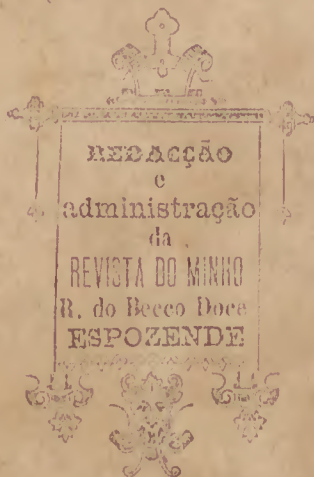 REDACÇÃO
e
administração
da
REVISTA DO MINHO
R. do Becco Doce
ESPOZENDE